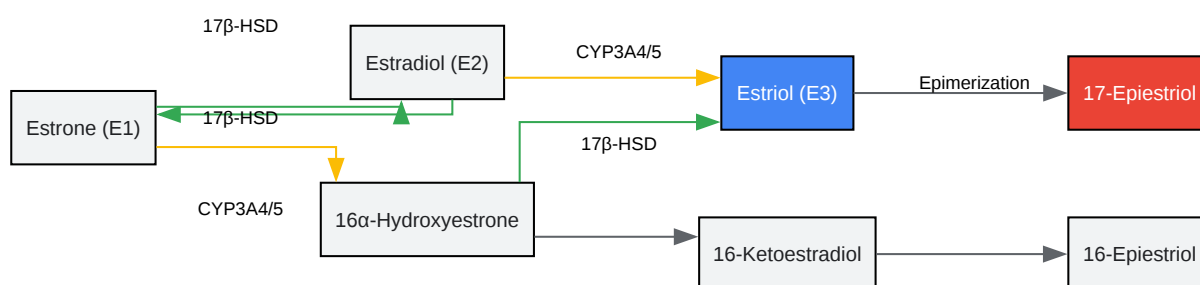 17β-HSD
Estradiol (E2)
CYP3A4/5
Estrone (E1)
17β-HSD
Estriol (E3)
Epimerization
17-Epiestriol
17β-HSD
CYP3A4/5
16α-Hydroxyestrone
16-Ketoestradiol
16-Epiestriol